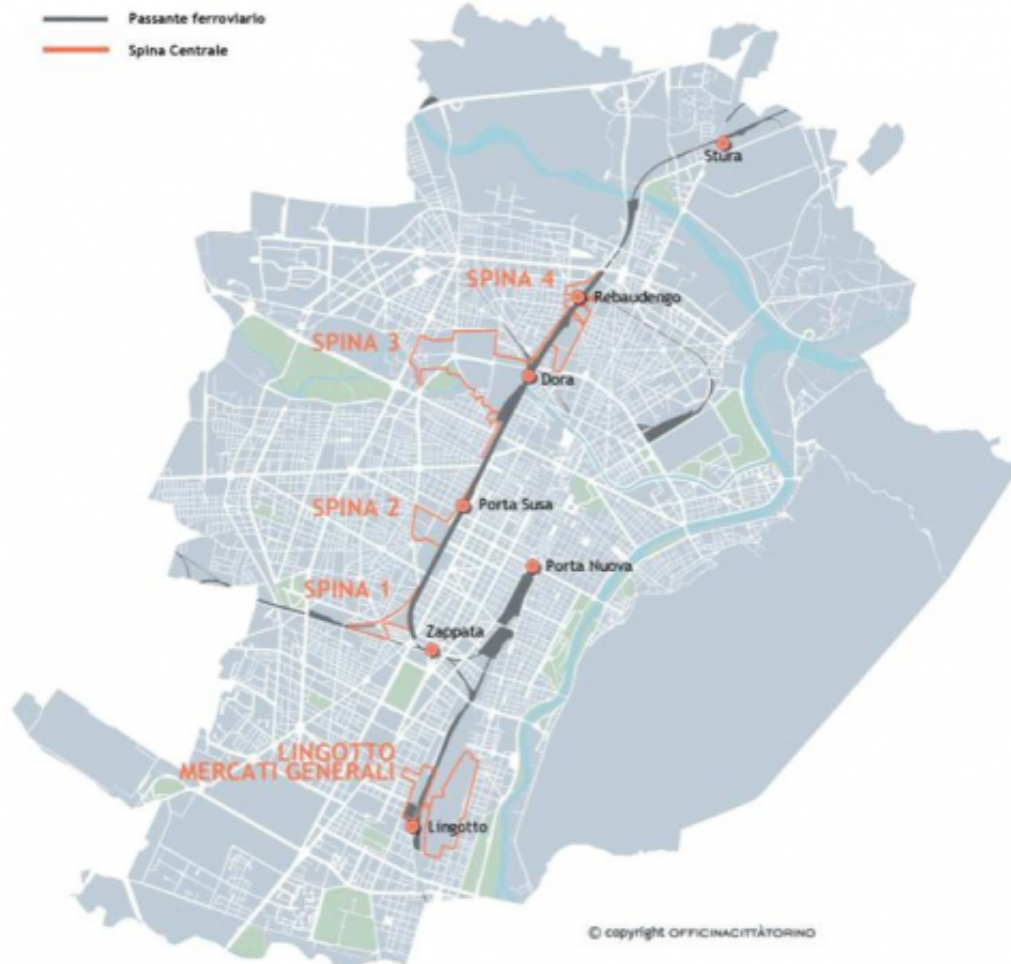 Passante ferroviario
Spina Centrale
Stura
SPINA 4
Rebaudengo
SPINA 3
Dora
SPINA 2
Porta Susa
Porta Nuova
SPINA 1
Zappata
LINGOTTO
MERCATI GENERALI
Lingotto
© copyright OFFICINACITTÀTORINO